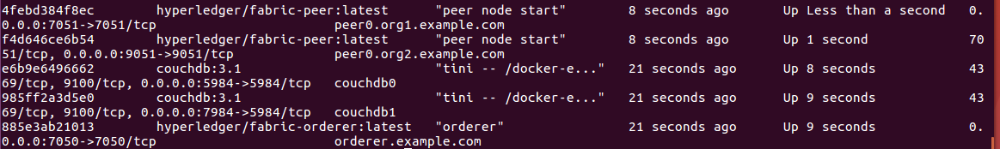 4febd384f8ec        hyperledger/fabric-peer:latest      "peer node start"        8 seconds ago       Up Less than a second   0.
0.0.0:7051->7051/tcp                        peer0.org1.example.com
f4d646ce6b54        hyperledger/fabric-peer:latest      "peer node start"        8 seconds ago       Up 1 second             70
51/tcp, 0.0.0.0:9051->9051/tcp              peer0.org2.example.com
e6b9e6496662        couchdb:3.1                         "tini -- /docker-e..."   21 seconds ago      Up 8 seconds            43
69/tcp, 9100/tcp, 0.0.0.0:5984->5984/tcp   couchdb0
985ff2a3d5e0        couchdb:3.1                         "tini -- /docker-e..."   21 seconds ago      Up 9 seconds            43
69/tcp, 9100/tcp, 0.0.0.0:7984->5984/tcp   couchdb1
885e3ab21013        hyperledger/fabric-orderer:latest   "orderer"                21 seconds ago      Up 9 seconds            0.
0.0.0:7050->7050/tcp                        orderer.example.com